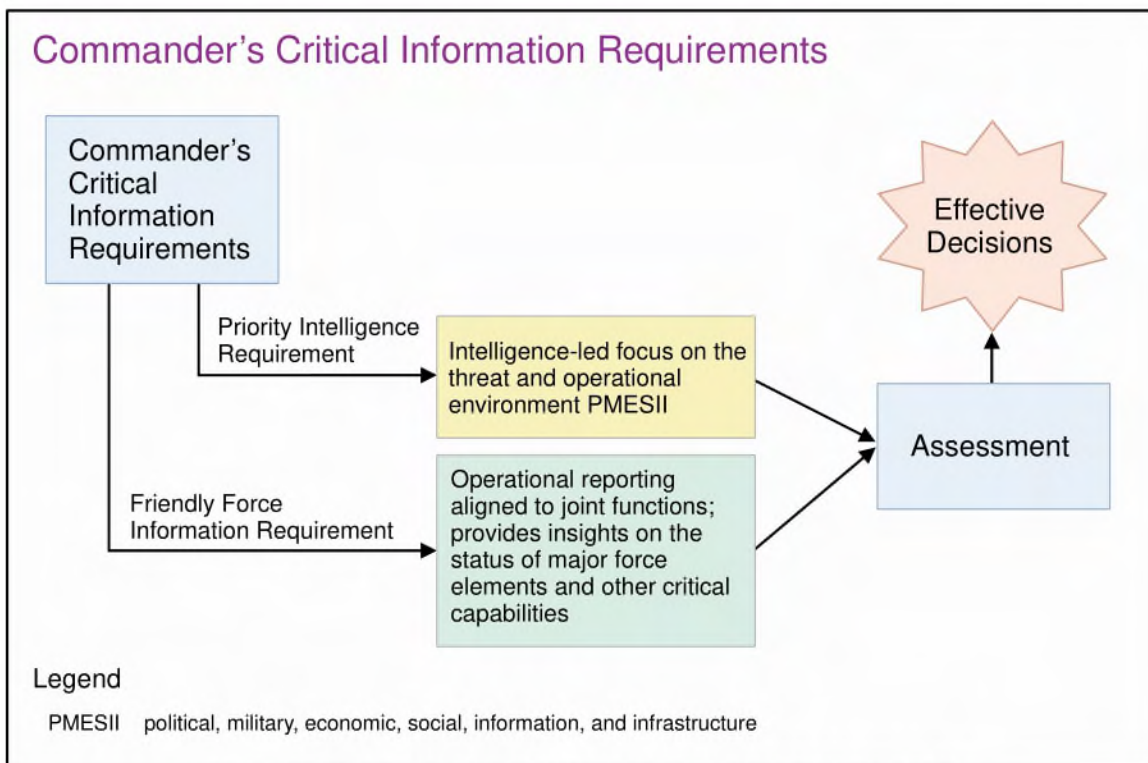 Commander's Critical Information Requirements
Commander's
Critical
Information
Requirements
Effective
Decisions
Priority Intelligence
Requirement
Intelligence-led focus on the
threat and operational
environment PMESII
Assessment
Friendly Force
Information Requirement
Operational reporting
aligned to joint functions;
provides insights on the
status of major force
elements and other critical
capabilities
Legend
PMESII political, military, economic, social, information, and infrastructure